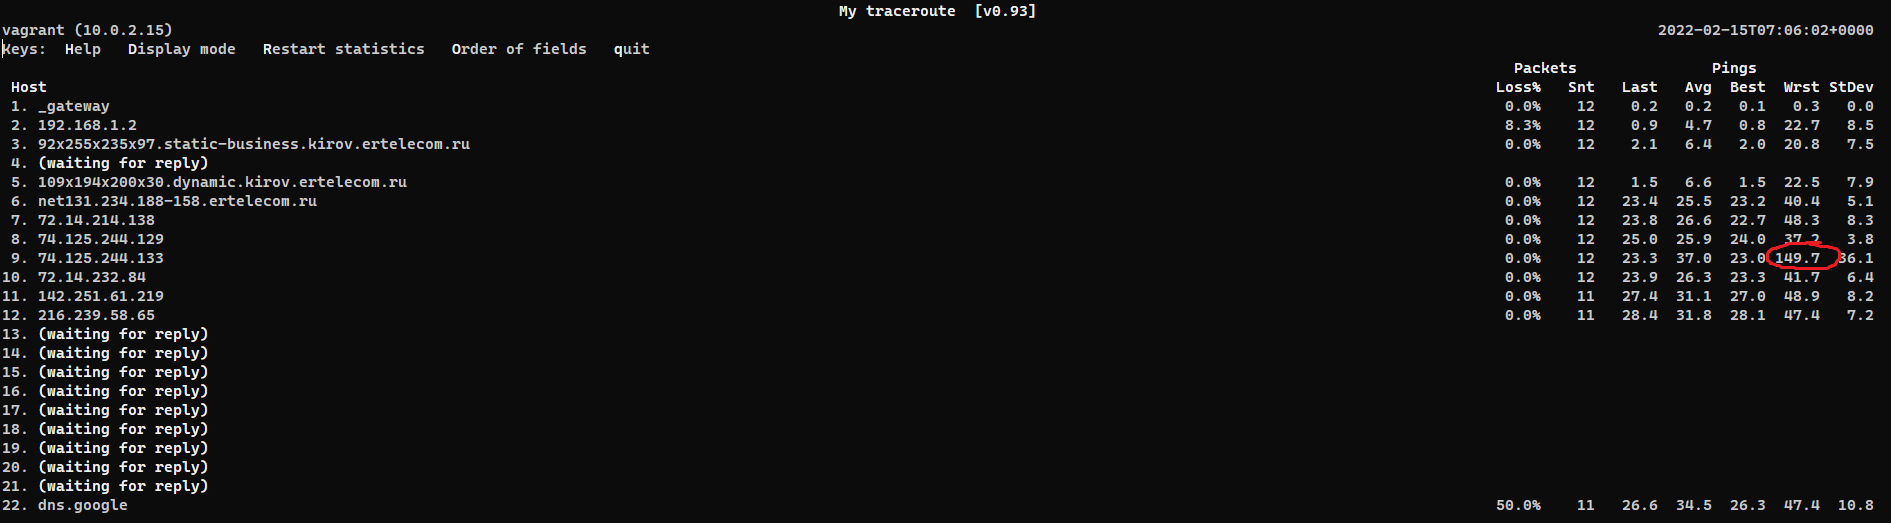 My traceroute  [v0.93]
vagrant (10.0.2.15) 2022-02-15T07:06:02+0000
Keys:  Help   Display mode   Restart statistics   Order of fields   quit
Packets Pings
Host Loss% Snt Last Avg Best Wrst StDev
1. _gateway 0.0% 12 0.2 0.2 0.1 0.3 0.0
2. 192.168.1.2 8.3% 12 0.9 4.7 0.8 22.7 8.5
3. 92x255x235x97.static-business.kirov.ertelecom.ru 0.0% 12 2.1 6.4 2.0 20.8 7.5
4. (waiting for reply)
5. 109x194x200x30.dynamic.kirov.ertelecom.ru 0.0% 12 1.5 6.6 1.5 22.5 7.9
6. net131.234.188-158.ertelecom.ru 0.0% 12 23.4 25.5 23.2 40.4 5.1
7. 72.14.214.138 0.0% 12 23.8 26.6 22.7 48.3 8.3
8. 74.125.244.129 0.0% 12 25.0 25.9 24.0 37.2 3.8
9. 74.125.244.133 0.0% 12 23.3 37.0 23.0 149.7 36.1
10. 72.14.232.84 0.0% 12 23.9 26.3 23.3 41.7 6.4
11. 142.251.61.219 0.0% 11 27.4 31.1 27.0 48.9 8.2
12. 216.239.58.65 0.0% 11 28.4 31.8 28.1 47.4 7.2
13. (waiting for reply)
14. (waiting for reply)
15. (waiting for reply)
16. (waiting for reply)
17. (waiting for reply)
18. (waiting for reply)
19. (waiting for reply)
20. (waiting for reply)
21. (waiting for reply)
22. dns.google 50.0% 11 26.6 34.5 26.3 47.4 10.8